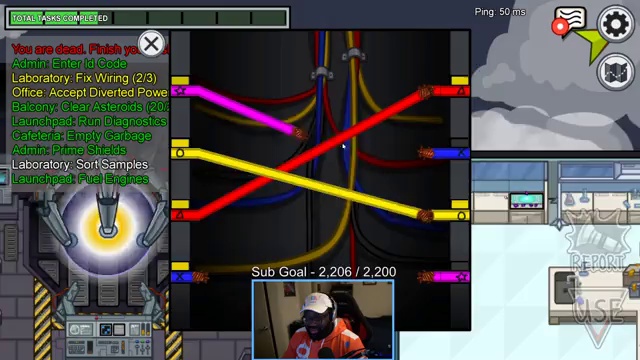 TOTAL TASKS COMPLETED
Ping: 50 ms
You are dead. Finish yo
Admin: Enter Id Code
Laboratory: Fix Wiring (2/3)
Office: Accept Diverted Powe
Balcony: Clear Asteroids (20/
Launchpad: Run Diagnostics
Cafeteria: Empty Garbage
Admin: Prime Shields
Laboratory: Sort Samples
Launchpad: Fuel Engines
REPORT
Sub Goal - 2,206 / 2,200
USE